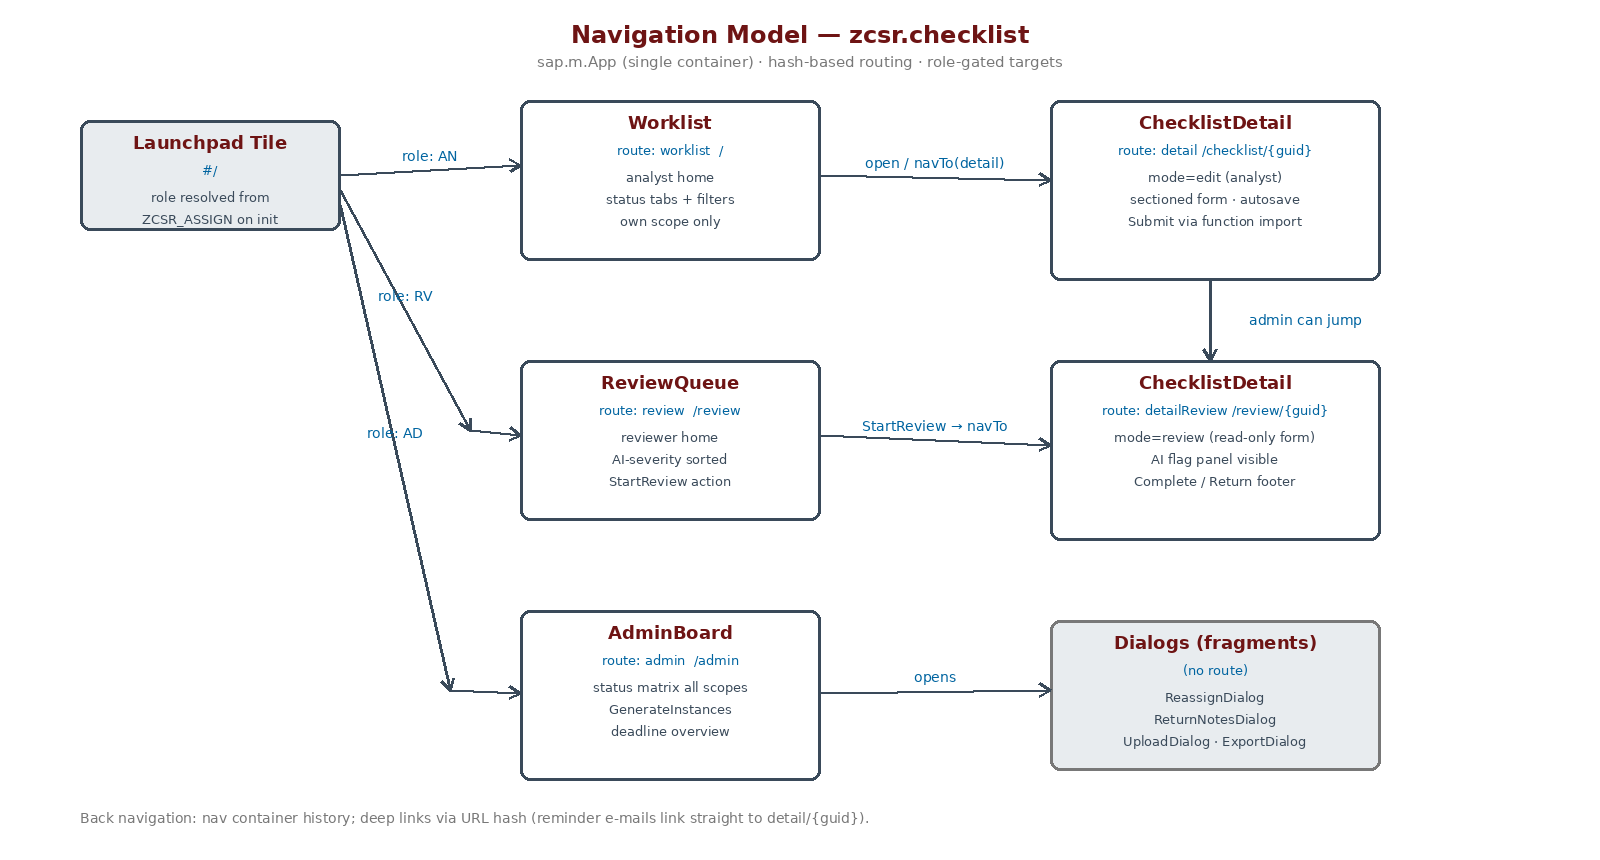 Navigation Model — zcsr.checklist
sap.m.App (single container) · hash-based routing · role-gated targets
Launchpad Tile
#/
role resolved from
ZCSR_ASSIGN on init
role: AN
Worklist
route: worklist  /
analyst home
status tabs + filters
own scope only
open / navTo(detail)
ChecklistDetail
route: detail /checklist/{guid}
mode=edit (analyst)
sectioned form · autosave
Submit via function import
role: RV
admin can jump
role: AD
ReviewQueue
route: review  /review
reviewer home
AI-severity sorted
StartReview action
StartReview → navTo
ChecklistDetail
route: detailReview /review/{guid}
mode=review (read-only form)
AI flag panel visible
Complete / Return footer
AdminBoard
route: admin  /admin
status matrix all scopes
GenerateInstances
deadline overview
opens
Dialogs (fragments)
(no route)
ReassignDialog
ReturnNotesDialog
UploadDialog · ExportDialog
Back navigation: nav container history; deep links via URL hash (reminder e-mails link straight to detail/{guid}).